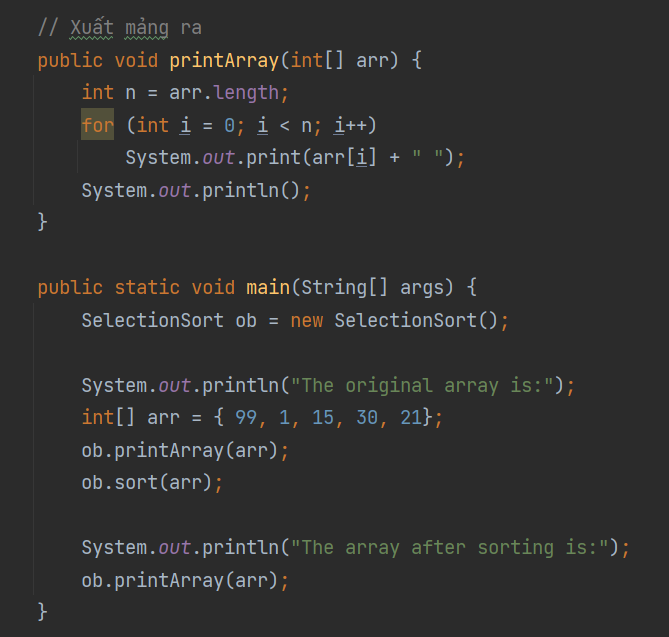 // Xuất mảng ra
public void printArray(int[] arr) {
int n = arr.length;
for (int i = 0; i < n; i++)
System.out.print(arr[i] + " ");
System.out.println();
}
public static void main(String[] args) {
SelectionSort ob = new SelectionSort();
System.out.println("The original array is:");
int[] arr = { 99, 1, 15, 30, 21};
ob.printArray(arr);
ob.sort(arr);
System.out.println("The array after sorting is:");
ob.printArray(arr);
}